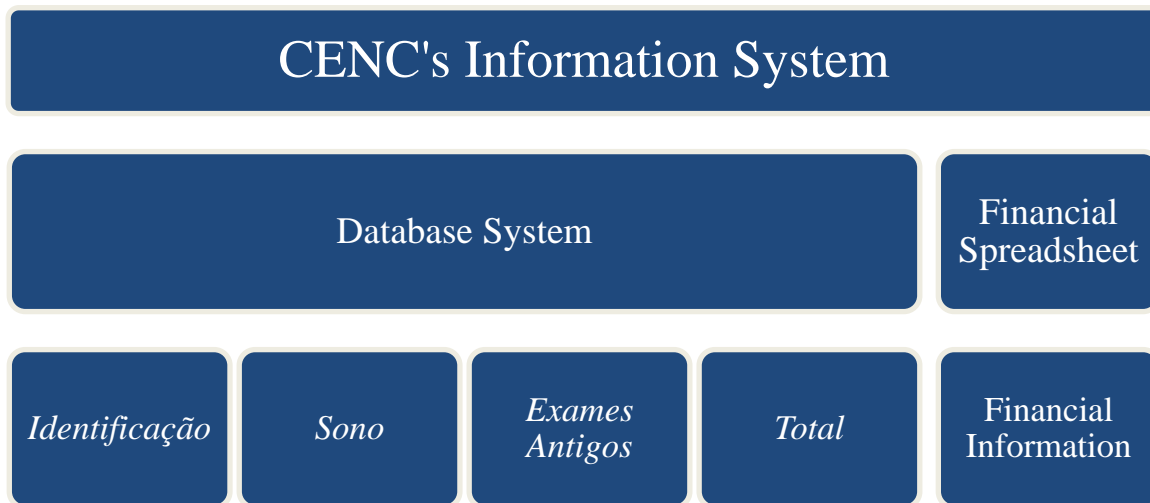 CENC's Information System
Database System
Financial
Spreadsheet
Identificação
Sono
Exames
Antigos
Total
Financial
Information